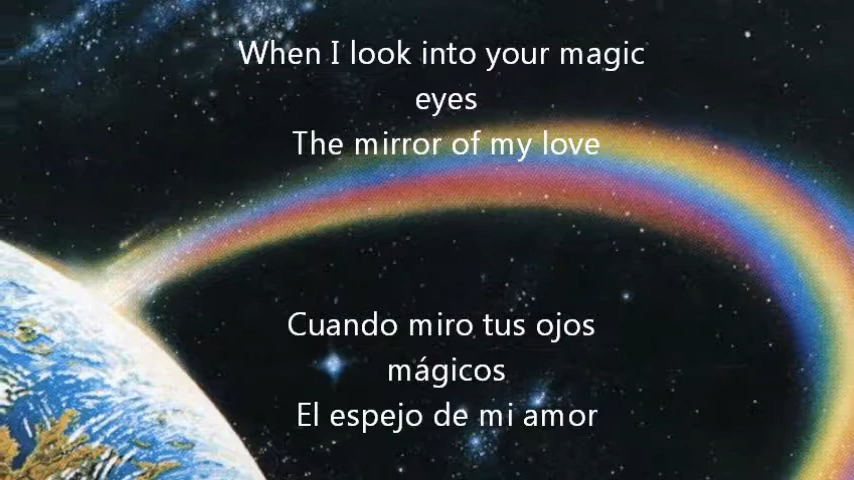 When I look into your magic
eyes
The mirror of my love
Cuando miro tus ojos
mágicos
El espejo de mi amor